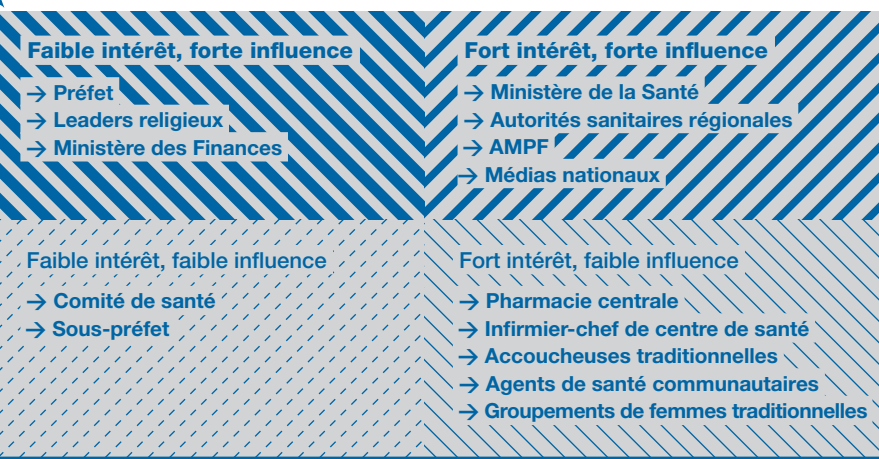 Faible intérêt, forte influence
→ Préfet
→ Leaders religieux
→ Ministère des Finances
Fort intérêt, forte influence
→ Ministère de la Santé
→ Autorités sanitaires régionales
→ AMPF
→ Médias nationaux
Faible intérêt, faible influence
→ Comité de santé
→ Sous-préfet
Fort intérêt, faible influence
→ Pharmacie centrale
→ Infirmier-chef de centre de santé
→ Accoucheuses traditionnelles
→ Agents de santé communautaires
→ Groupements de femmes traditionnelles